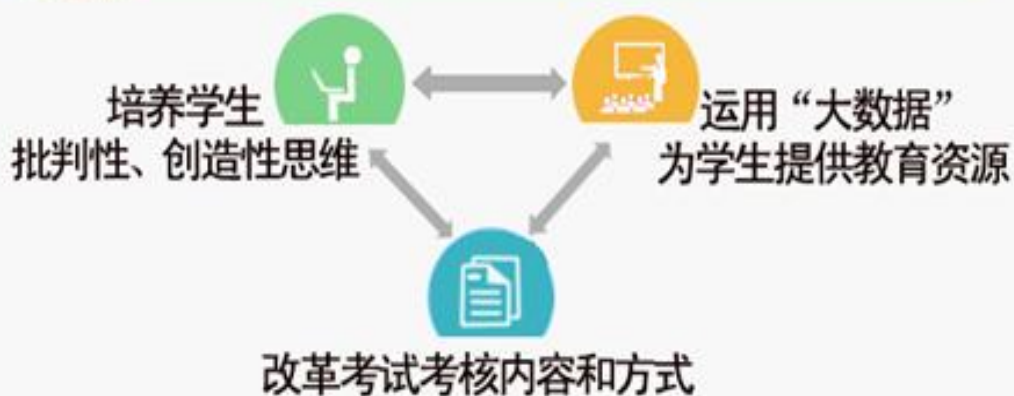 培养学生
批判性、创造性思维
运用“大数据”
为学生提供教育资源
改革考试考核内容和方式